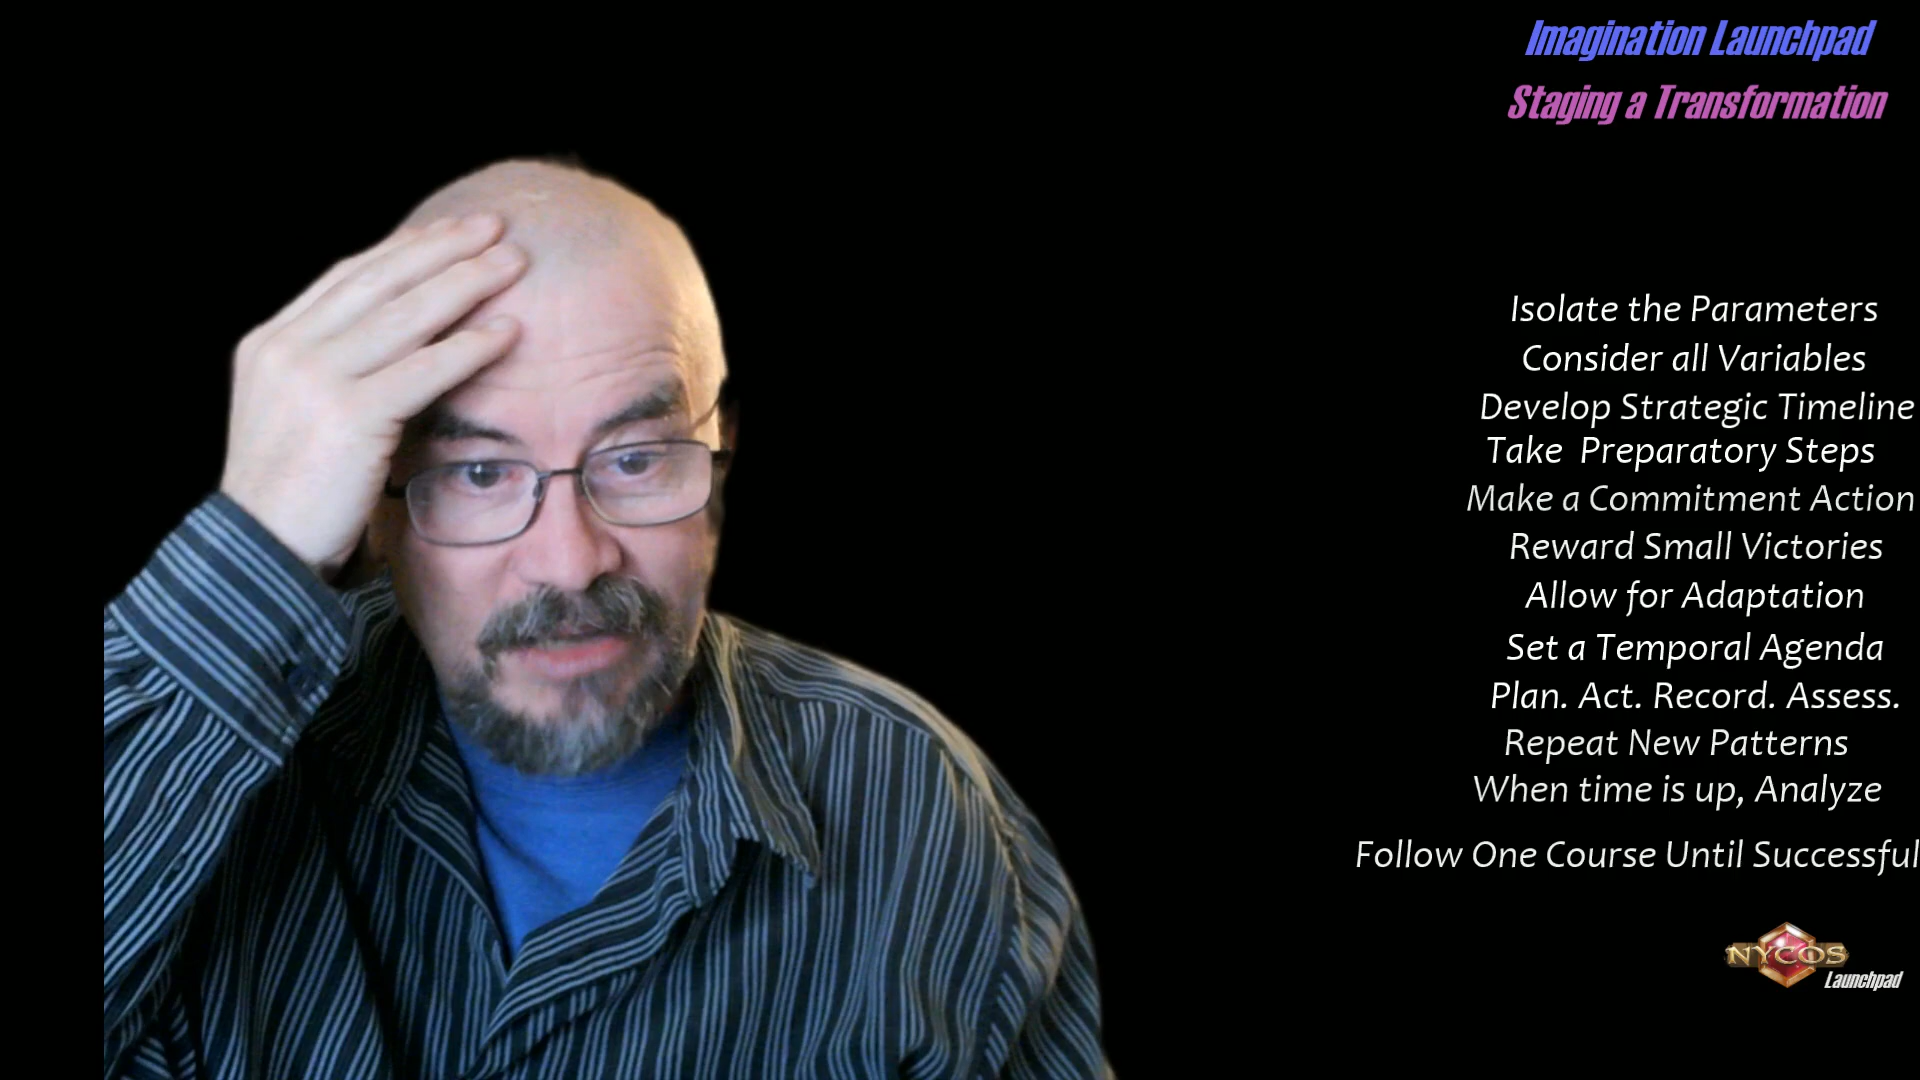 Imagination Launchpad
Staging a Transformation
Isolate the Parameters
Consider all Variables
Develop Strategic Timeline
Take Preparatory Steps
Make a Commitment Action
Reward Small Victories
Allow for Adaptation
Set a Temporal Agenda
Plan. Act. Record. Assess.
Repeat New Patterns
When time is up, Analyze
Follow One Course Until Successful
NYCOS
Launchpad